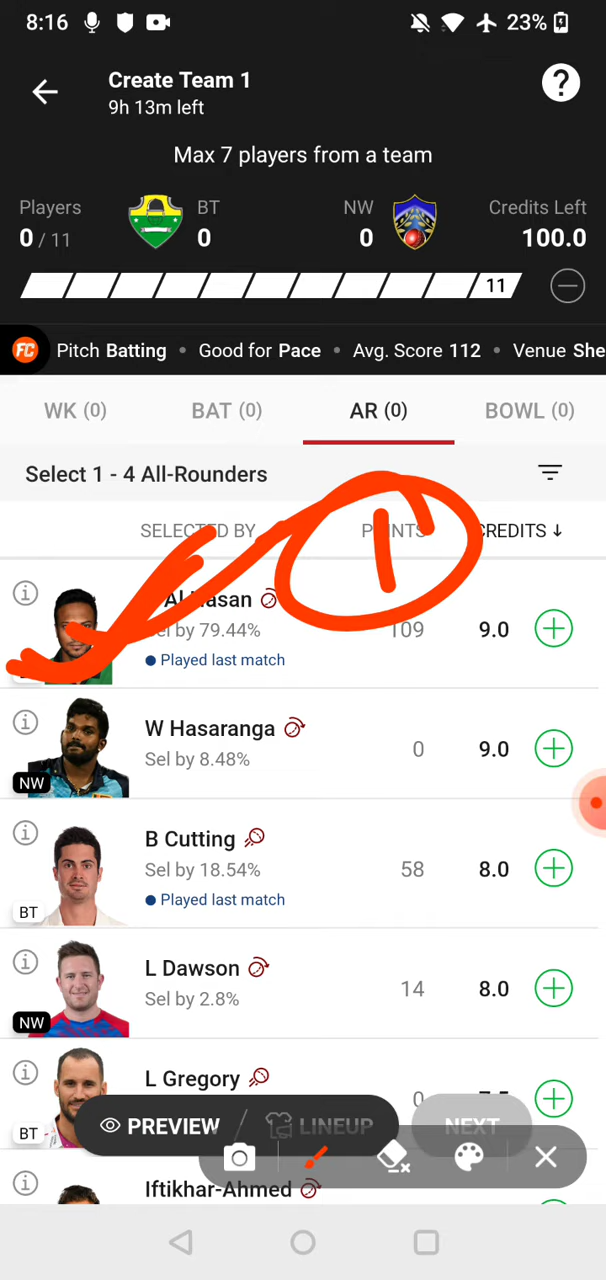 8:16 23%
Create Team 1
9h 13m left
?
Max 7 players from a team
Players BT NW Credits Left
0 / 11 0 0 100.0
11
FC Pitch Batting • Good for Pace • Avg. Score 112 • Venue She
WK (0) BAT (0) AR (0) BOWL (0)
Select 1 - 4 All-Rounders
SELECTED BY POINTS CREDITS ↓
1
Al Hasan
Sel by 79.44% 109 9.0
Played last match
W Hasaranga
Sel by 8.48% 0 9.0
NW
B Cutting
Sel by 18.54% 58 8.0
Played last match
BT
L Dawson
Sel by 2.8% 14 8.0
NW
L Gregory
0
BT
PREVIEW / LINEUP NEXT
Iftikhar-Ahmed